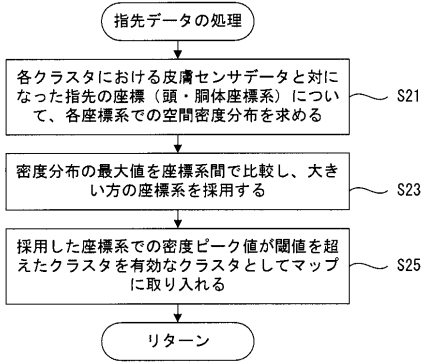 指先データの処理
各クラスタにおける皮膚センサデータと対に
なった指先の座標（頭・胴体座標系）につい
て、各座標系での空間密度分布を求める
S21
密度分布の最大値を座標系間で比較し、大き
い方の座標系を採用する
S23
採用した座標系での密度ピーク値が閾値を超
えたクラスタを有効なクラスタとしてマップ
に取り入れる
S25
リターン